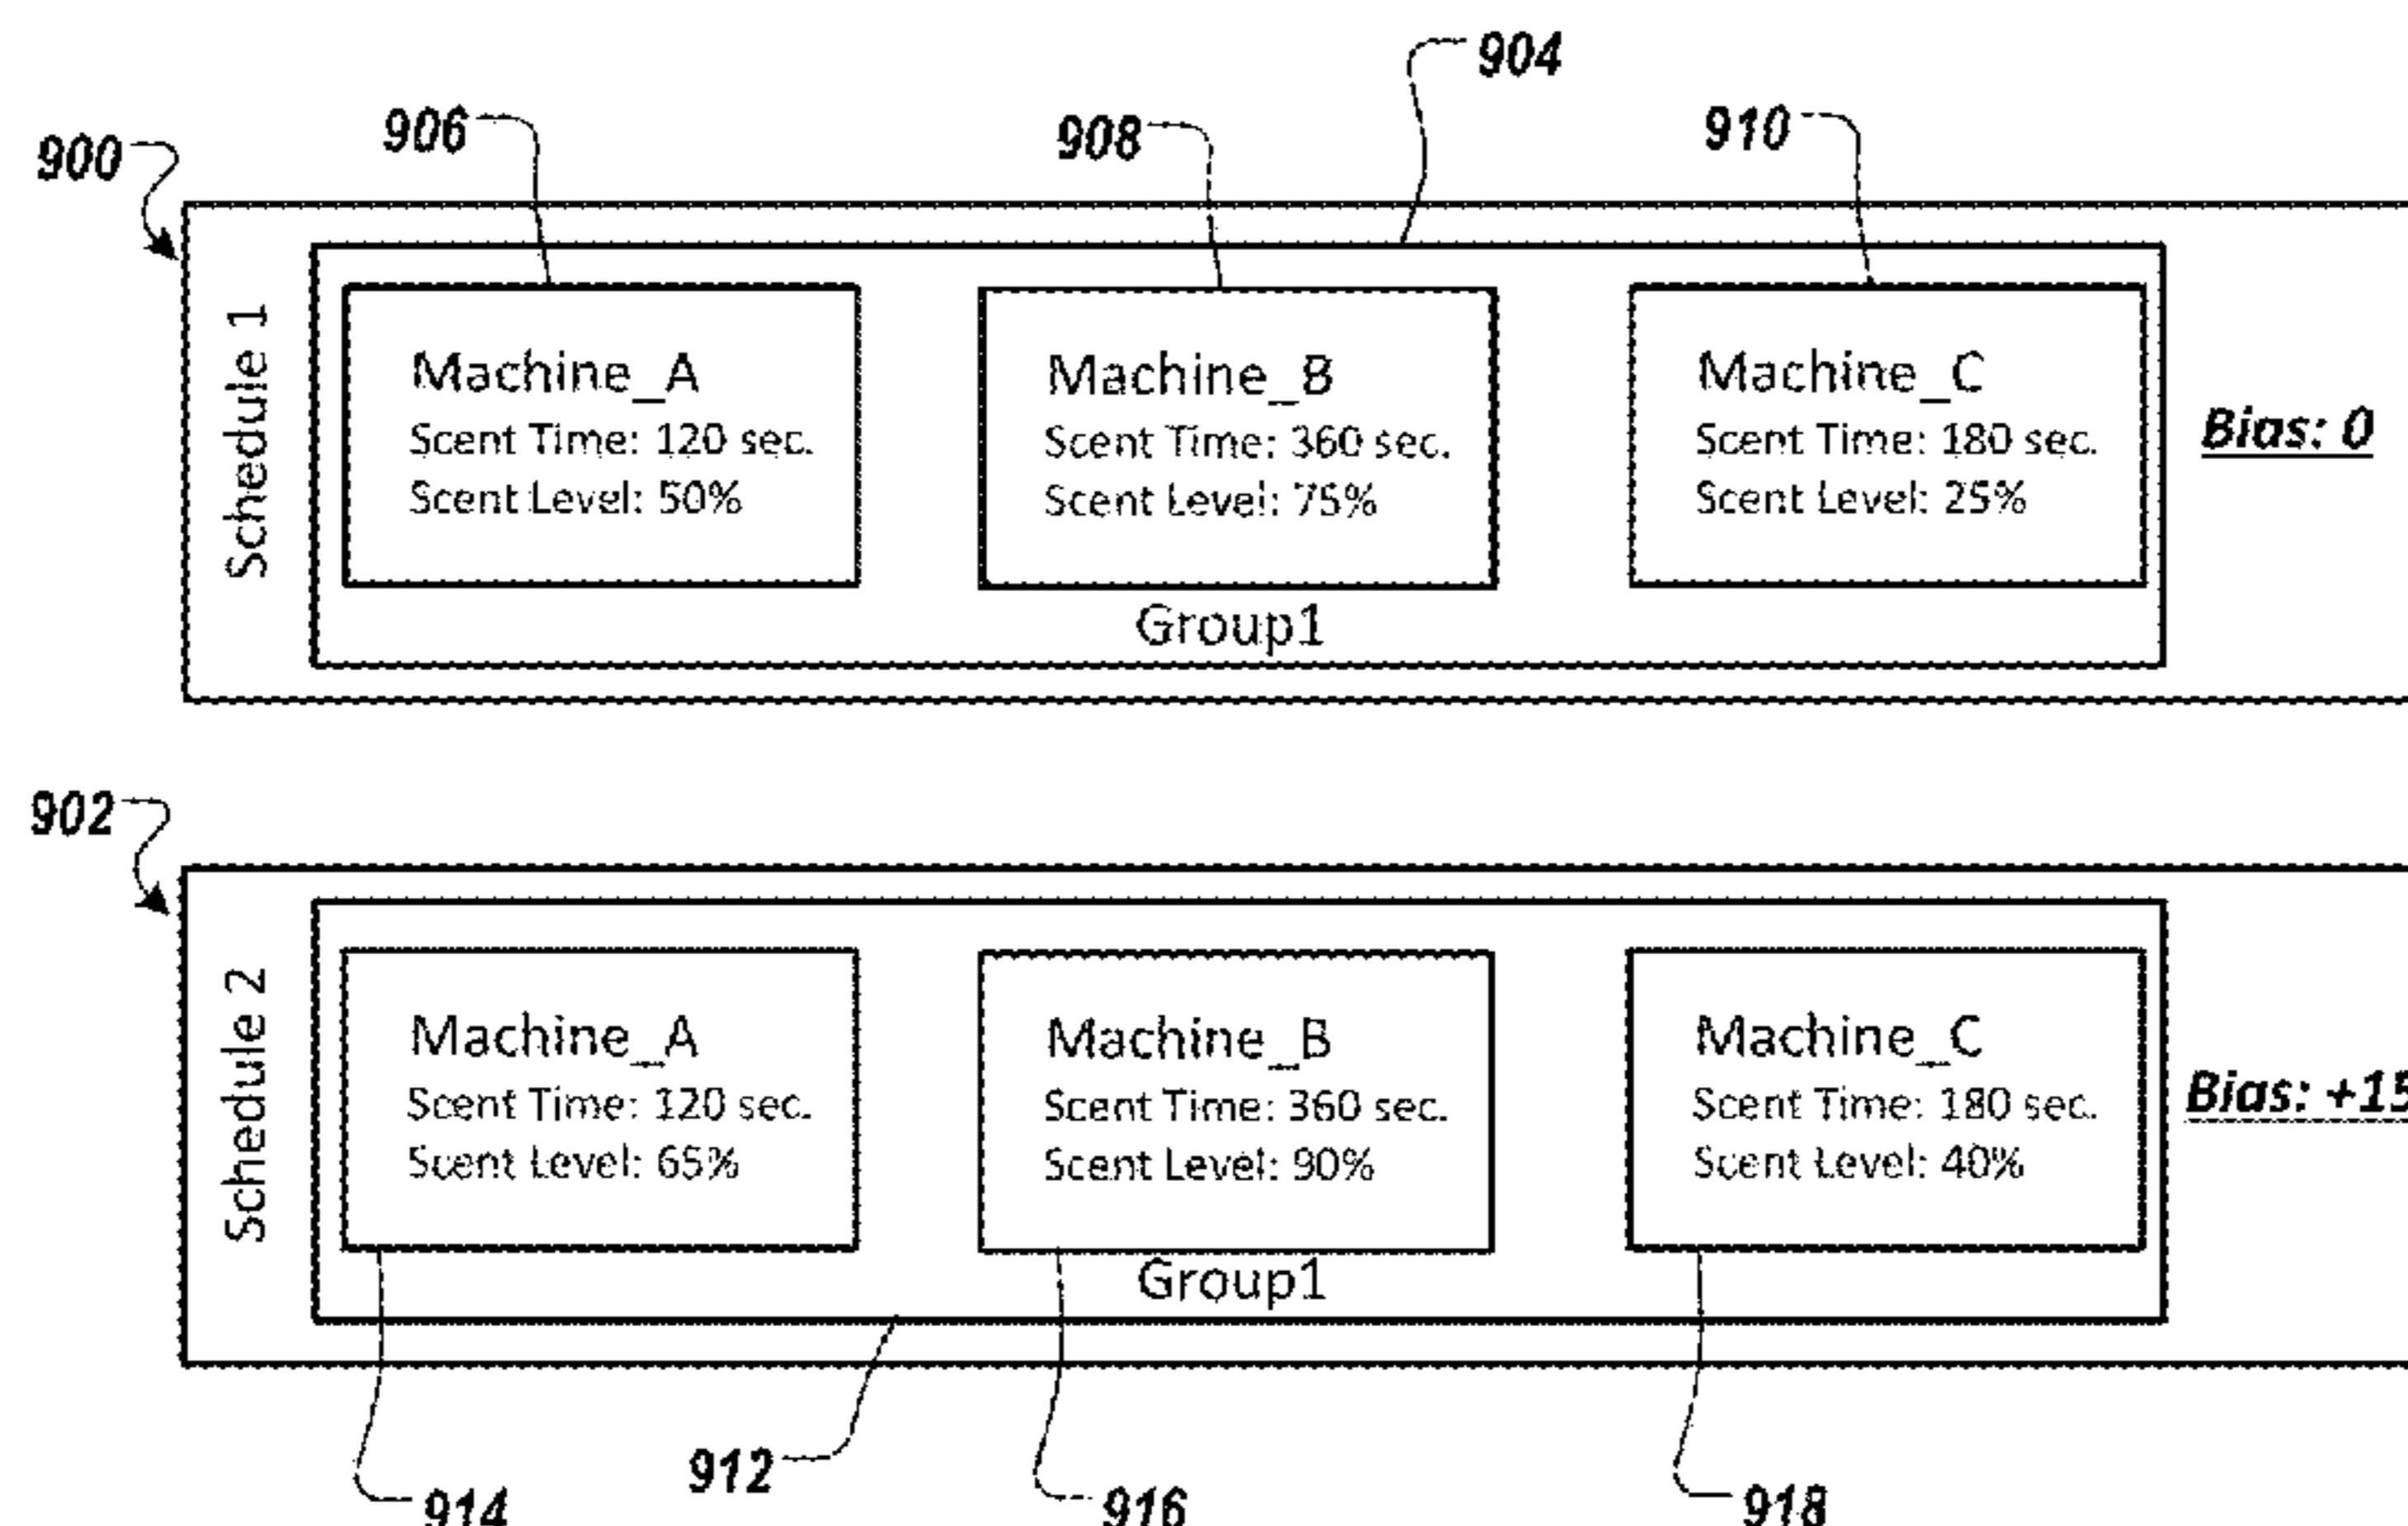 904
906
908
910
900
Schedule 1
Machine_A
Scent Time: 120 sec.
Scent Level: 50%
Machine_B
Scent Time: 360 sec.
Scent Level: 75%
Machine_C
Scent Time: 180 sec.
Scent Level: 25%
Bias: 0
Group1
902
Schedule 2
Machine_A
Scent Time: 120 sec.
Scent Level: 65%
Machine_B
Scent Time: 360 sec.
Scent Level: 90%
Machine_C
Scent Time: 180 sec.
Scent Level: 40%
Bias: +15
Group1
912
914
916
918